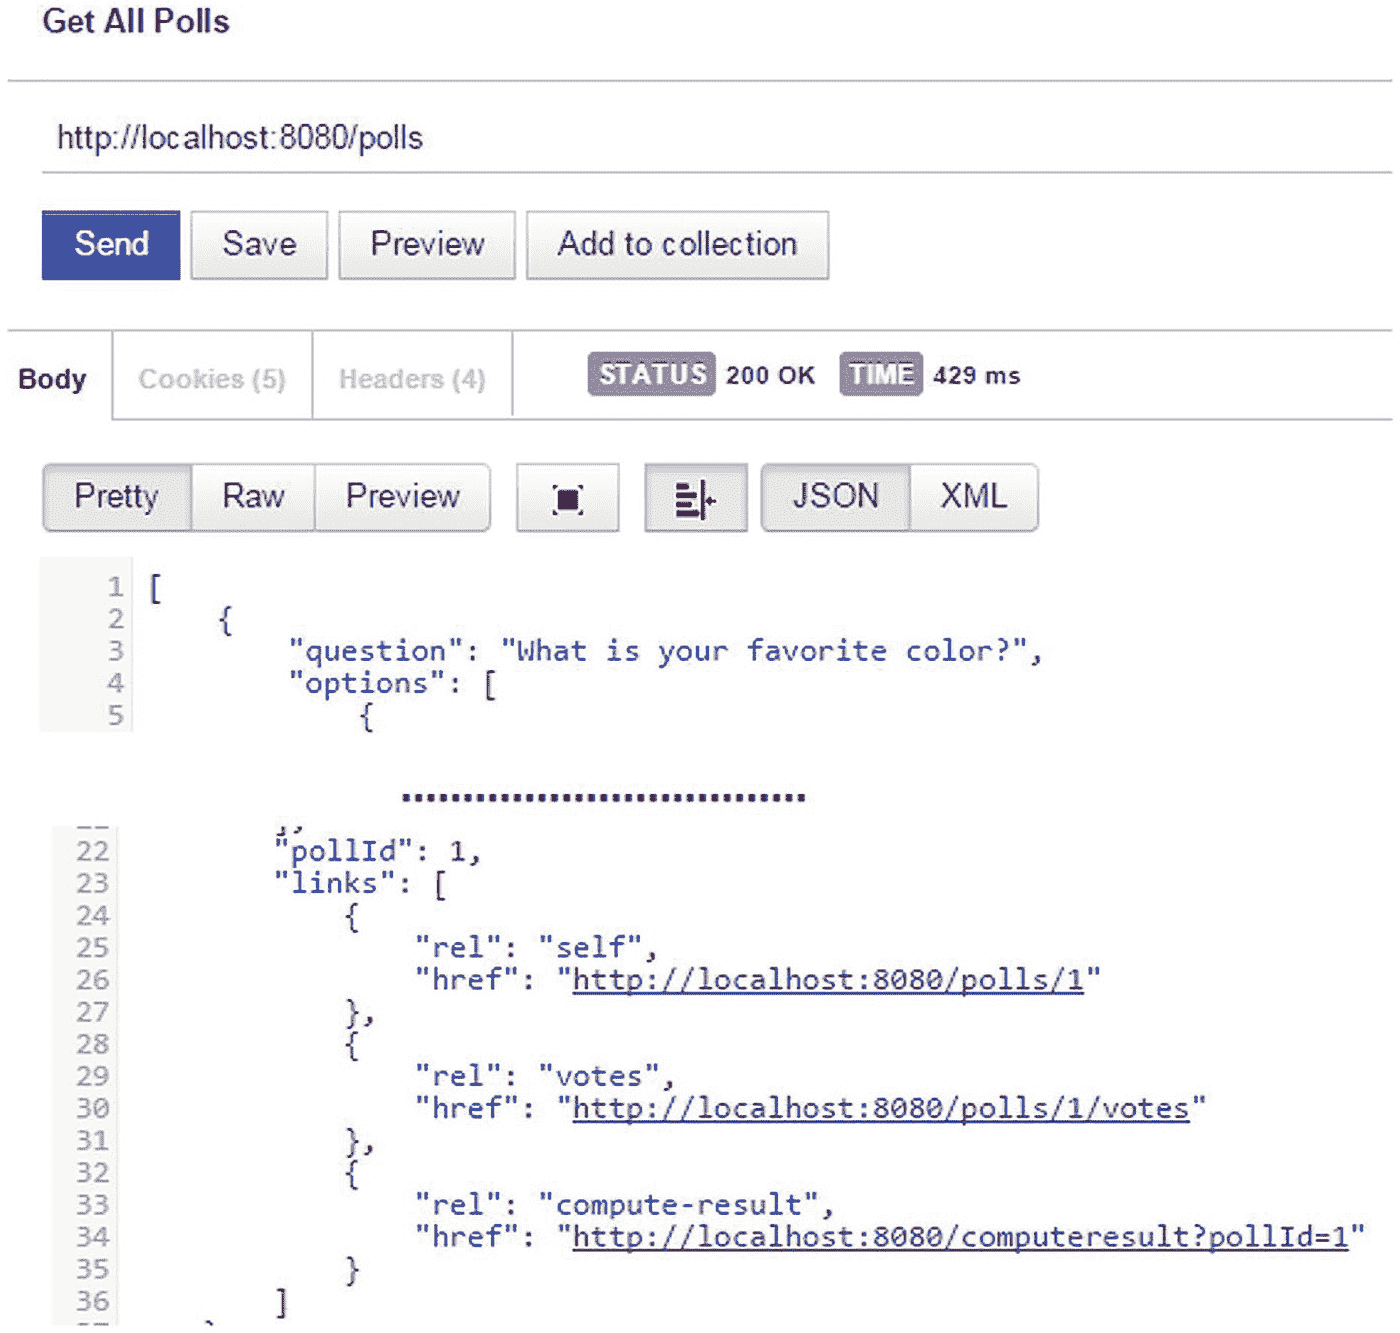 Get All Polls
http://localhost:8080/polls
Send Save Preview Add to collection
Body Cookies (5) Headers (4) STATUS 200 OK TIME 429 ms
Pretty Raw Preview JSON XML
1 [
2 {
3 "question": "What is your favorite color?",
4 "options": [
5 {
.................................
],
22 "pollId": 1,
23 "links": [
24 {
25 "rel": "self",
26 "href": "http://localhost:8080/polls/1"
27 },
28 {
29 "rel": "votes",
30 "href": "http://localhost:8080/polls/1/votes"
31 },
32 {
33 "rel": "compute-result",
34 "href": "http://localhost:8080/computeresult?pollId=1"
35 }
36 ]